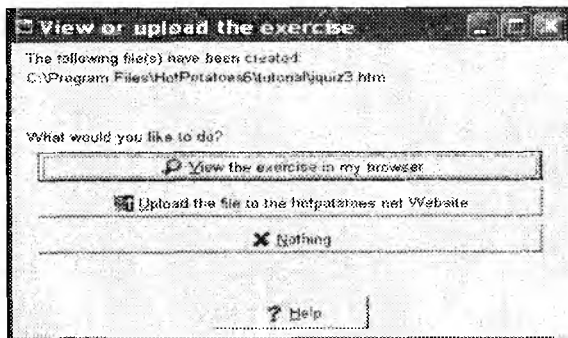 View or upload the exercise
The following file(s) have been created:
C:\Program Files\HotPotatoes6\tutorial\jquiz3.htm
What would you like to do?
View the exercise in my browser
Upload the file to the hotpotatoes.net Website
Nothing
? Help